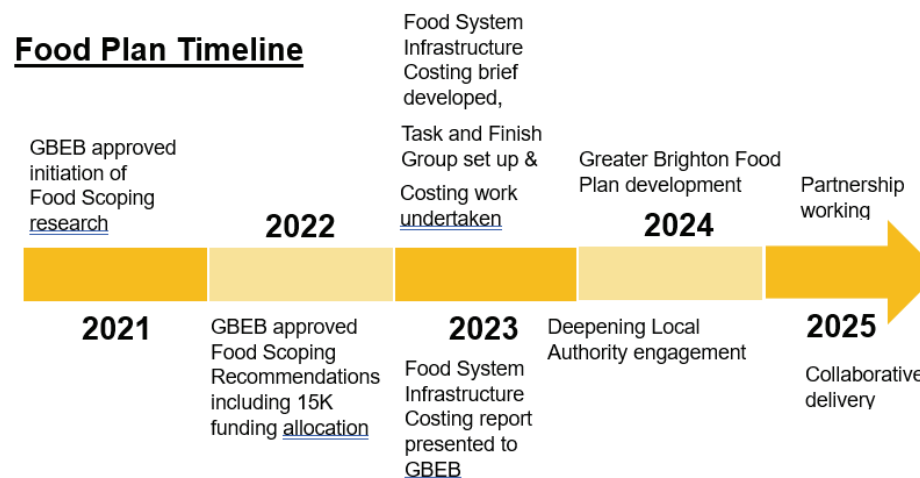 Food Plan Timeline
GBEB approved
initiation of
Food Scoping
research
2021
2022
GBEB approved
Food Scoping
Recommendations
including 15K
funding allocation
Food System
Infrastructure
Costing brief
developed,
Task and Finish
Group set up &
Costing work
undertaken
2023
Food System
Infrastructure
Costing report
presented to
GBEB
Greater Brighton Food
Plan development
2024
Deepening Local
Authority engagement
Partnership
working
2025
Collaborative
delivery